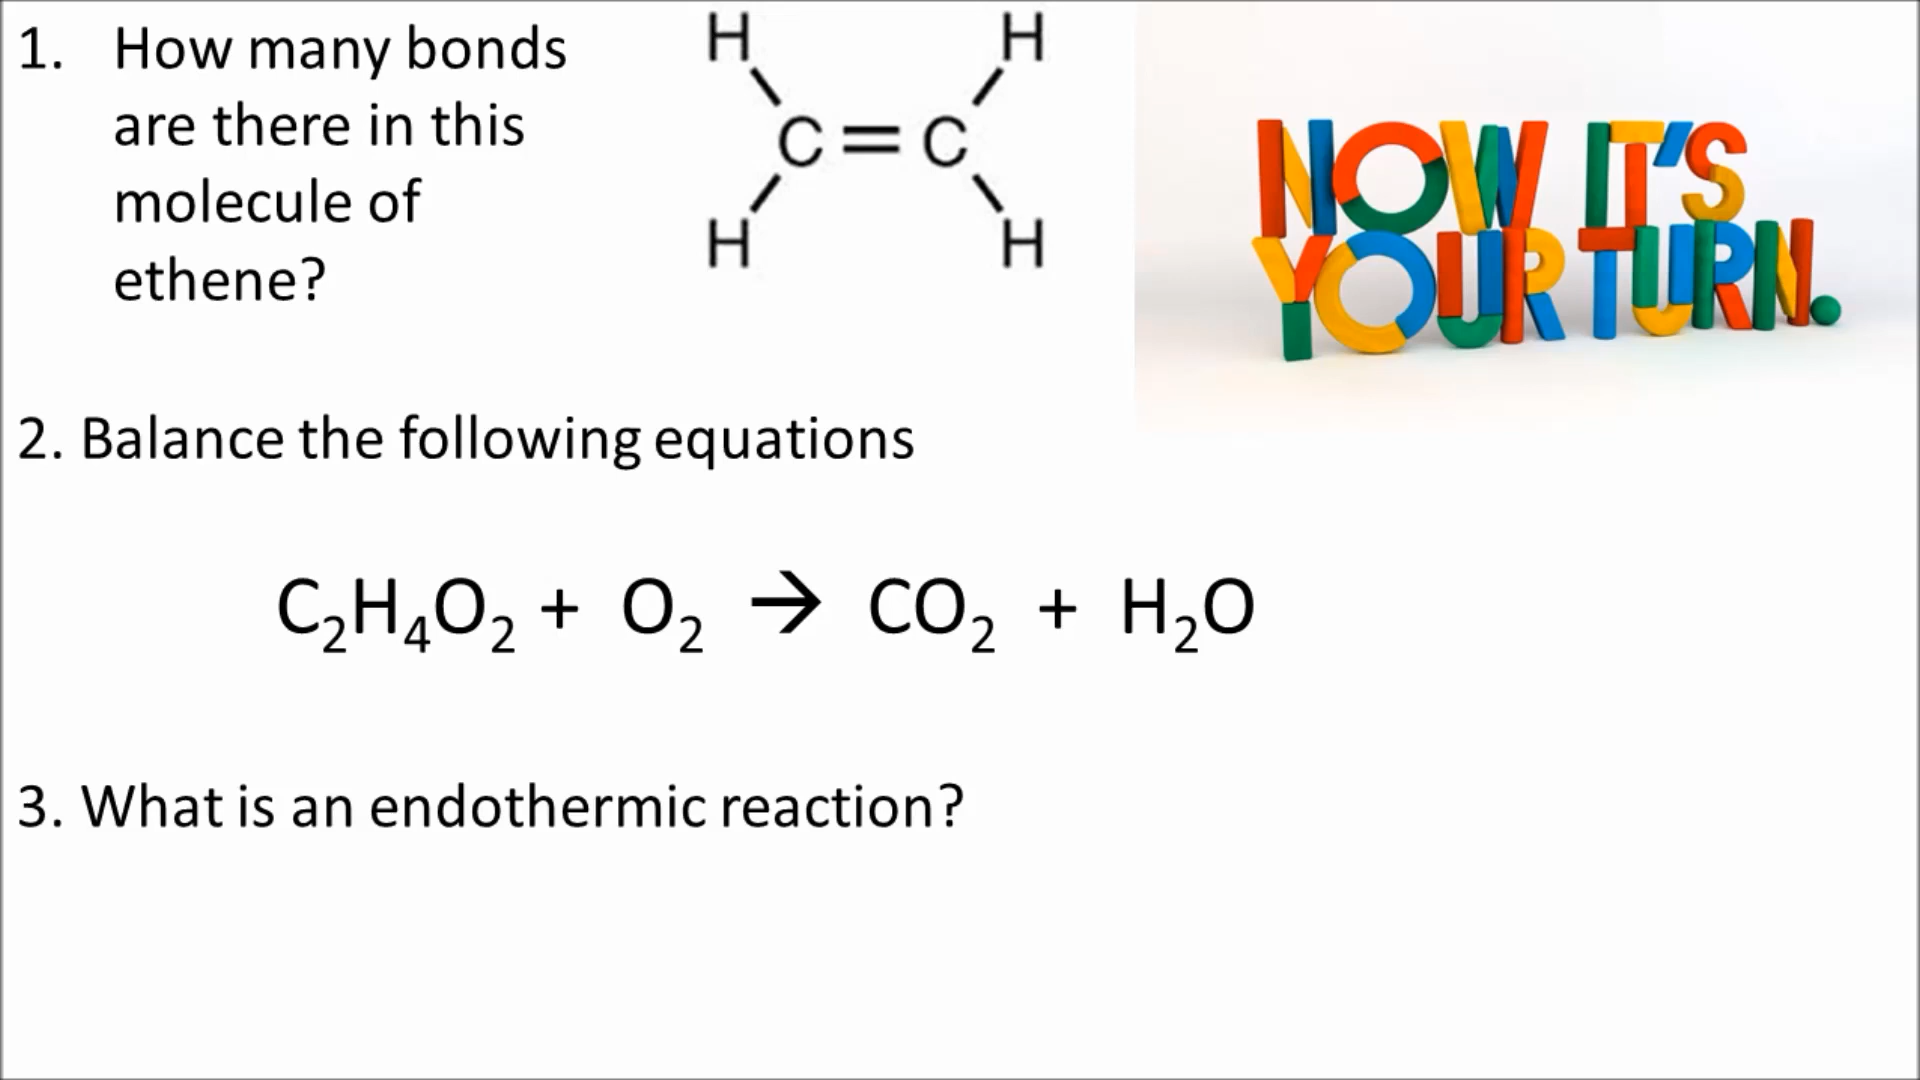 1. How many bonds
are there in this
molecule of
ethene?
H H
C=C
H H
NOW IT'S
YOUR TURN.
2. Balance the following equations
C₂H₄O₂ + O₂ → CO₂ + H₂O
3. What is an endothermic reaction?